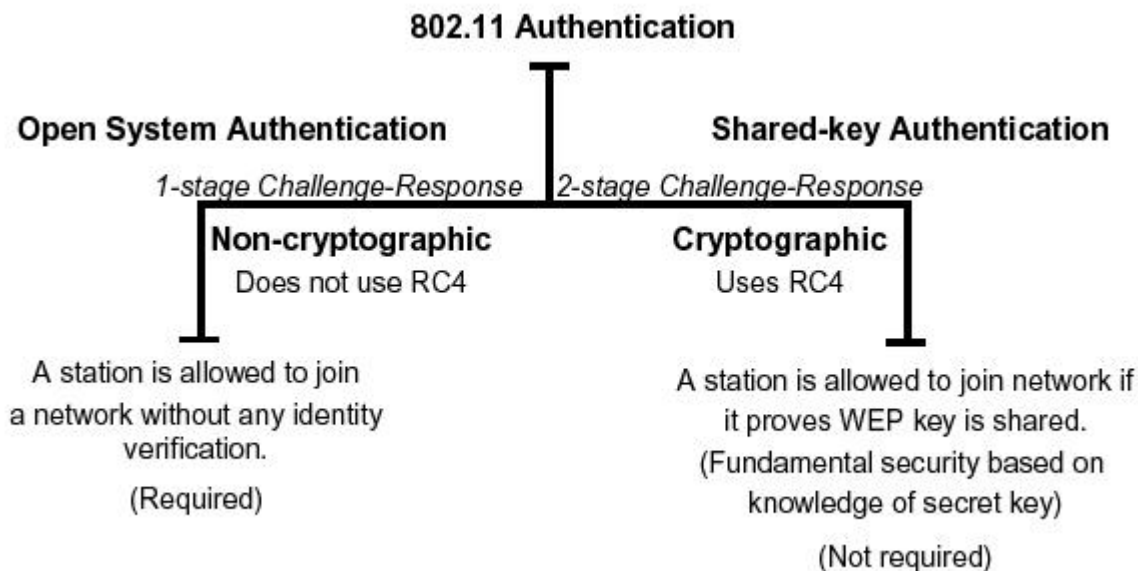 802.11 Authentication
Open System Authentication
Shared-key Authentication
1-stage Challenge-Response
2-stage Challenge-Response
Non-cryptographic
Does not use RC4
Cryptographic
Uses RC4
A station is allowed to join
a network without any identity
verification.
(Required)
A station is allowed to join network if
it proves WEP key is shared.
(Fundamental security based on
knowledge of secret key)
(Not required)